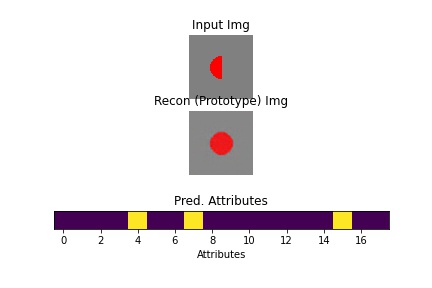 Input Img
Recon (Prototype) Img
Pred. Attributes
0 2 4 6 8 10 12 14 16
Attributes